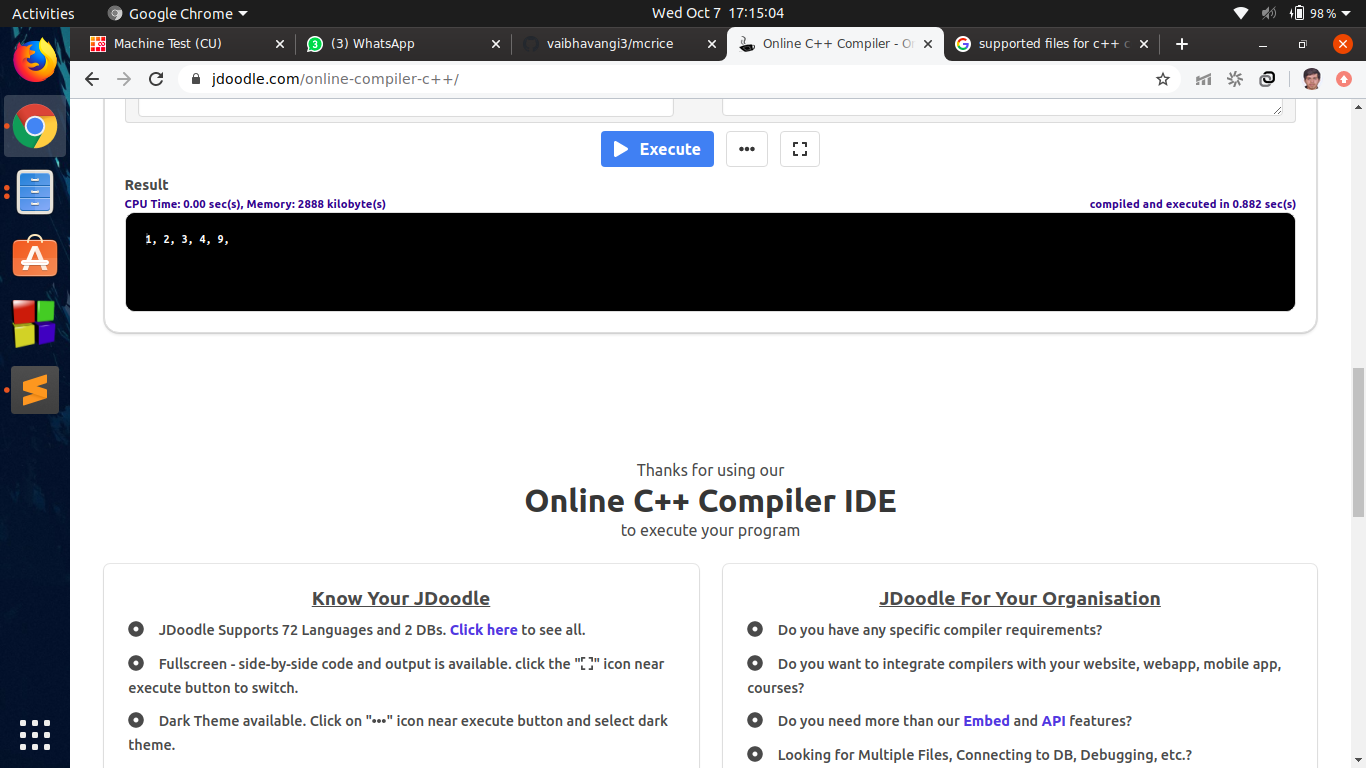 Activities Google Chrome Wed Oct 7 17:15:04 98%
Machine Test (CU) (3) WhatsApp vaibhavangi3/mcrice Online C++ Compiler - supported files for c++
jdoodle.com/online-compiler-c++/
Execute
Result
CPU Time: 0.00 sec(s), Memory: 2888 kilobyte(s) compiled and executed in 0.882 sec(s)
1, 2, 3, 4, 9,
Thanks for using our
Online C++ Compiler IDE
to execute your program
Know Your JDoodle
JDoodle Supports 72 Languages and 2 DBs. Click here to see all.
Fullscreen - side-by-side code and output is available. click the "" icon near
execute button to switch.
Dark Theme available. Click on "•••" icon near execute button and select dark
theme.
JDoodle For Your Organisation
Do you have any specific compiler requirements?
Do you want to integrate compilers with your website, webapp, mobile app,
courses?
Do you need more than our Embed and API features?
Looking for Multiple Files, Connecting to DB, Debugging, etc.?